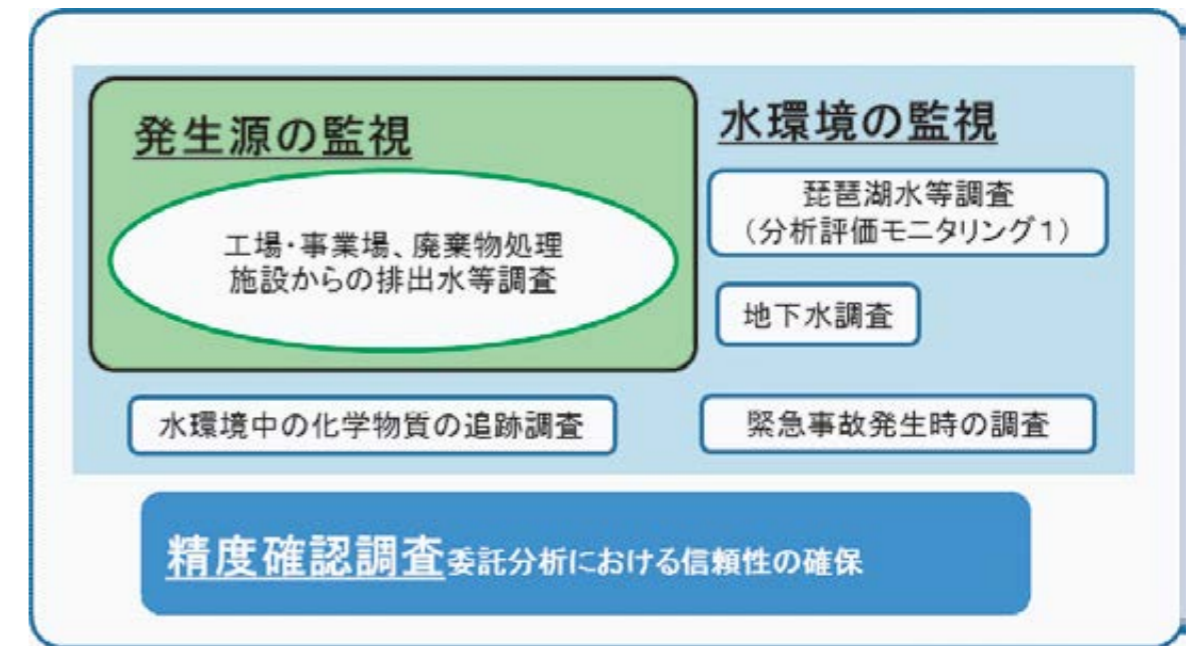 発生源の監視
工場・事業場、廃棄物処理
施設からの排出水等調査
水環境の監視
琵琶湖水等調査
（分析評価モニタリング１）
地下水調査
水環境中の化学物質の追跡調査
緊急事故発生時の調査
精度確認調査委託分析における信頼性の確保